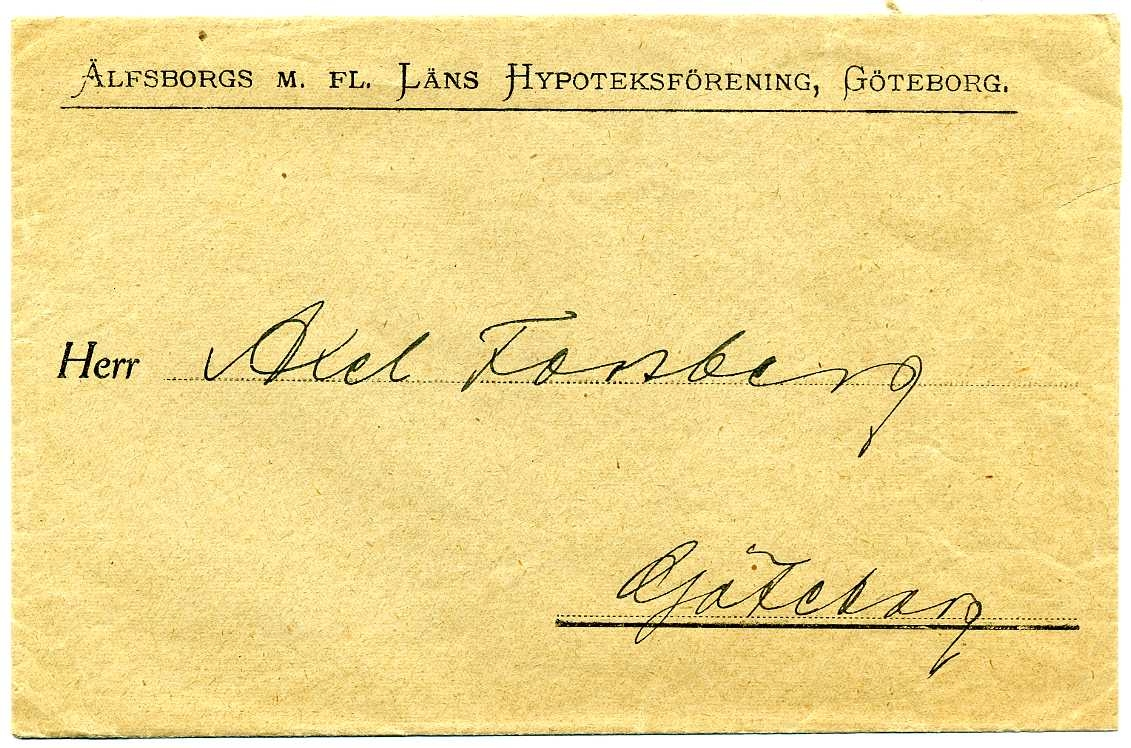 Älfsborgs m. fl. Läns Hypoteksförening, Göteborg.
Herr Axel Forsberg
Göteborg